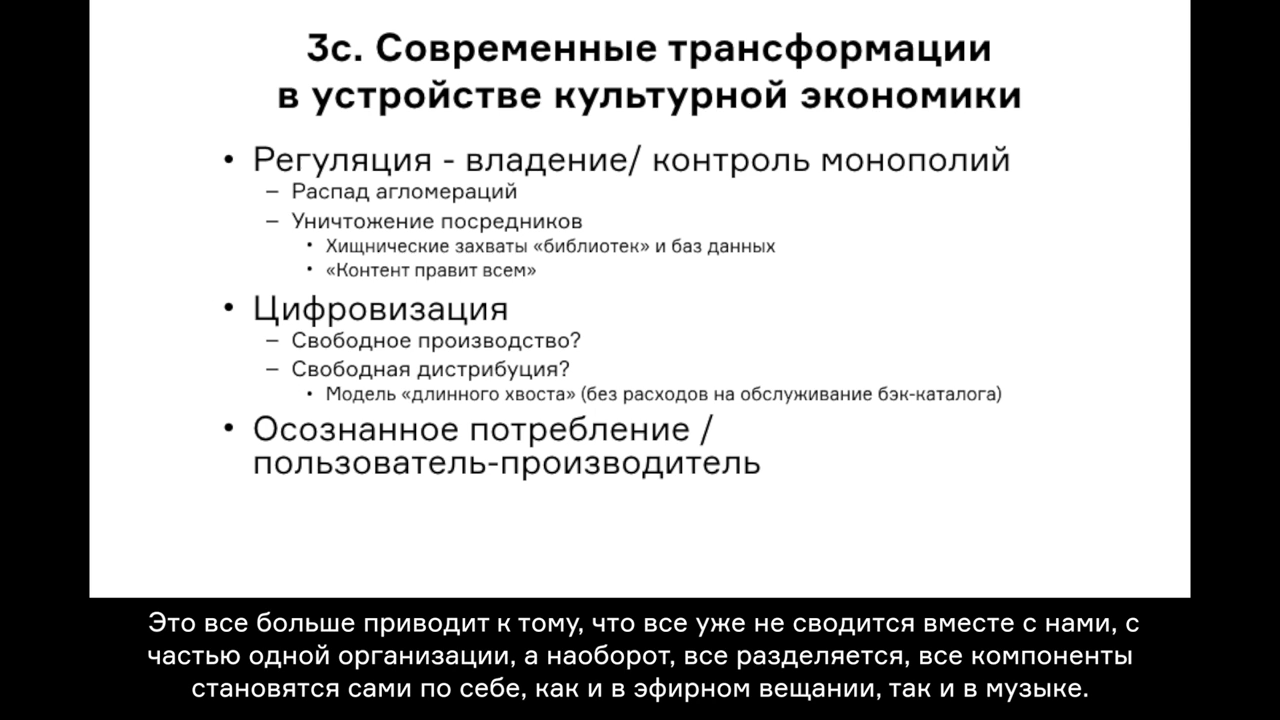 3с. Современные трансформации
в устройстве культурной экономики
• Регуляция - владение/ контроль монополий
– Распад агломераций
– Уничтожение посредников
• Хищнические захваты «библиотек» и баз данных
• «Контент правит всем»
• Цифровизация
– Свободное производство?
– Свободная дистрибуция?
• Модель «длинного хвоста» (без расходов на обслуживание бэк-каталога)
• Осознанное потребление /
пользователь-производитель
Это все больше приводит к тому, что все уже не сводится вместе с нами, с
частью одной организации, а наоборот, все разделяется, все компоненты
становятся сами по себе, как и в эфирном вещании, так и в музыке.